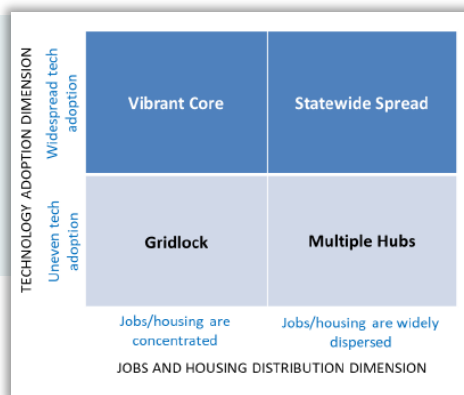 TECHNOLOGY ADOPTION DIMENSION
Widespread tech
adoption
Vibrant Core
Statewide Spread
Uneven tech
adoption
Gridlock
Multiple Hubs
Jobs/housing are
concentrated
Jobs/housing are widely
dispersed
JOBS AND HOUSING DISTRIBUTION DIMENSION